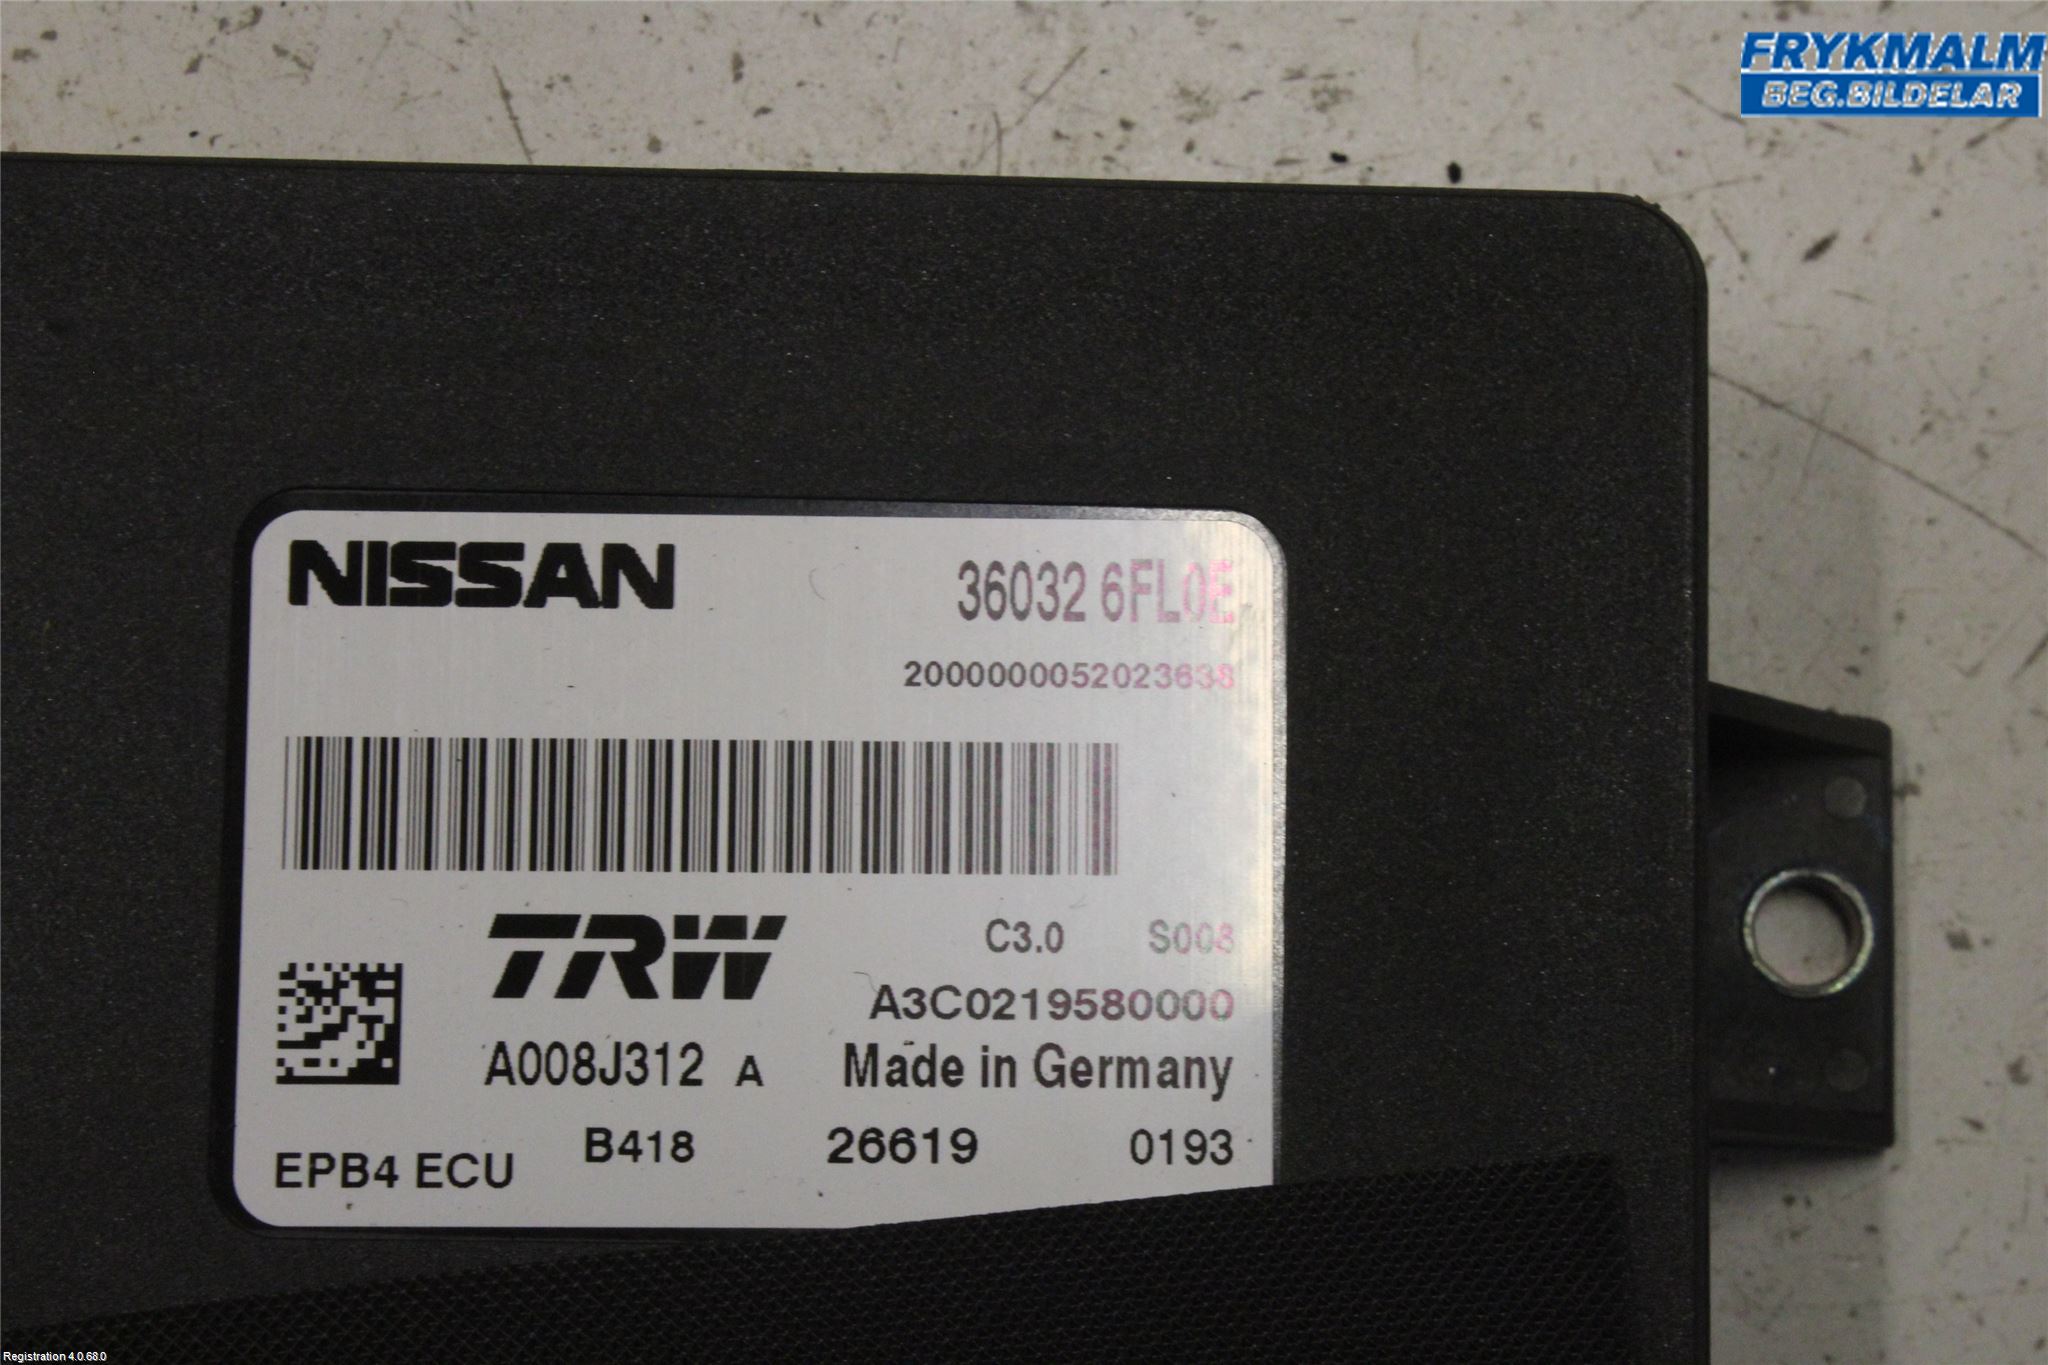 FRYKMALM
BEG.BILDELAR
NISSAN
36032 6FL0E
2000000052023638
TRW
C3.0 S008
A3C0219580000
A008J312 A
Made in Germany
EPB4 ECU
B418 26619 0193
Registration 4.0.68.0